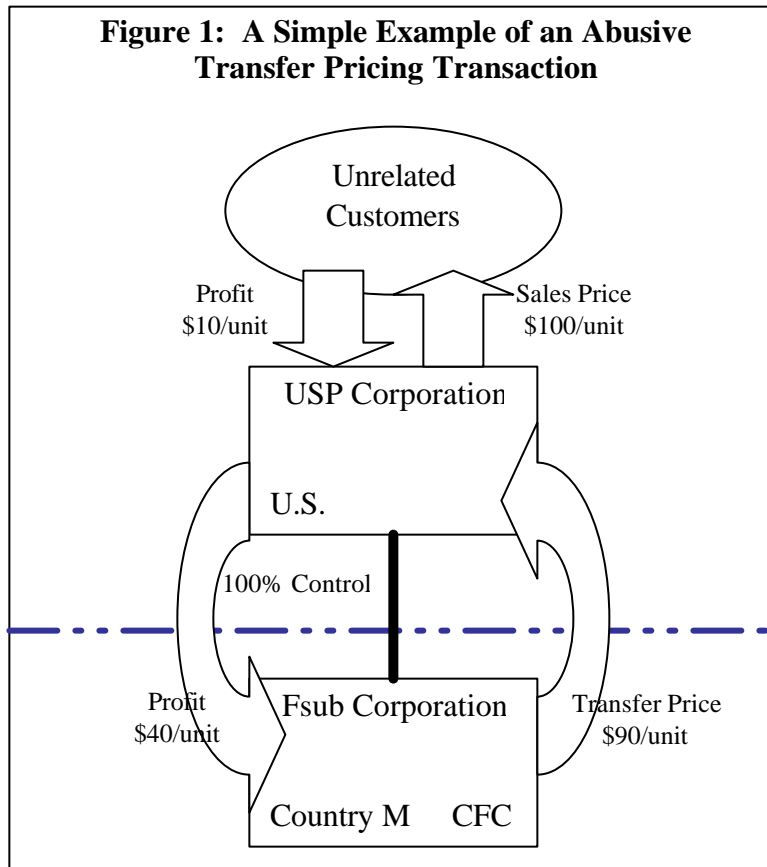 Figure 1: A Simple Example of an Abusive
Transfer Pricing Transaction
Unrelated
Customers
Profit
$10/unit
Sales Price
$100/unit
USP Corporation
U.S.
100% Control
Profit
$40/unit
Fsub Corporation
Transfer Price
$90/unit
Country M CFC